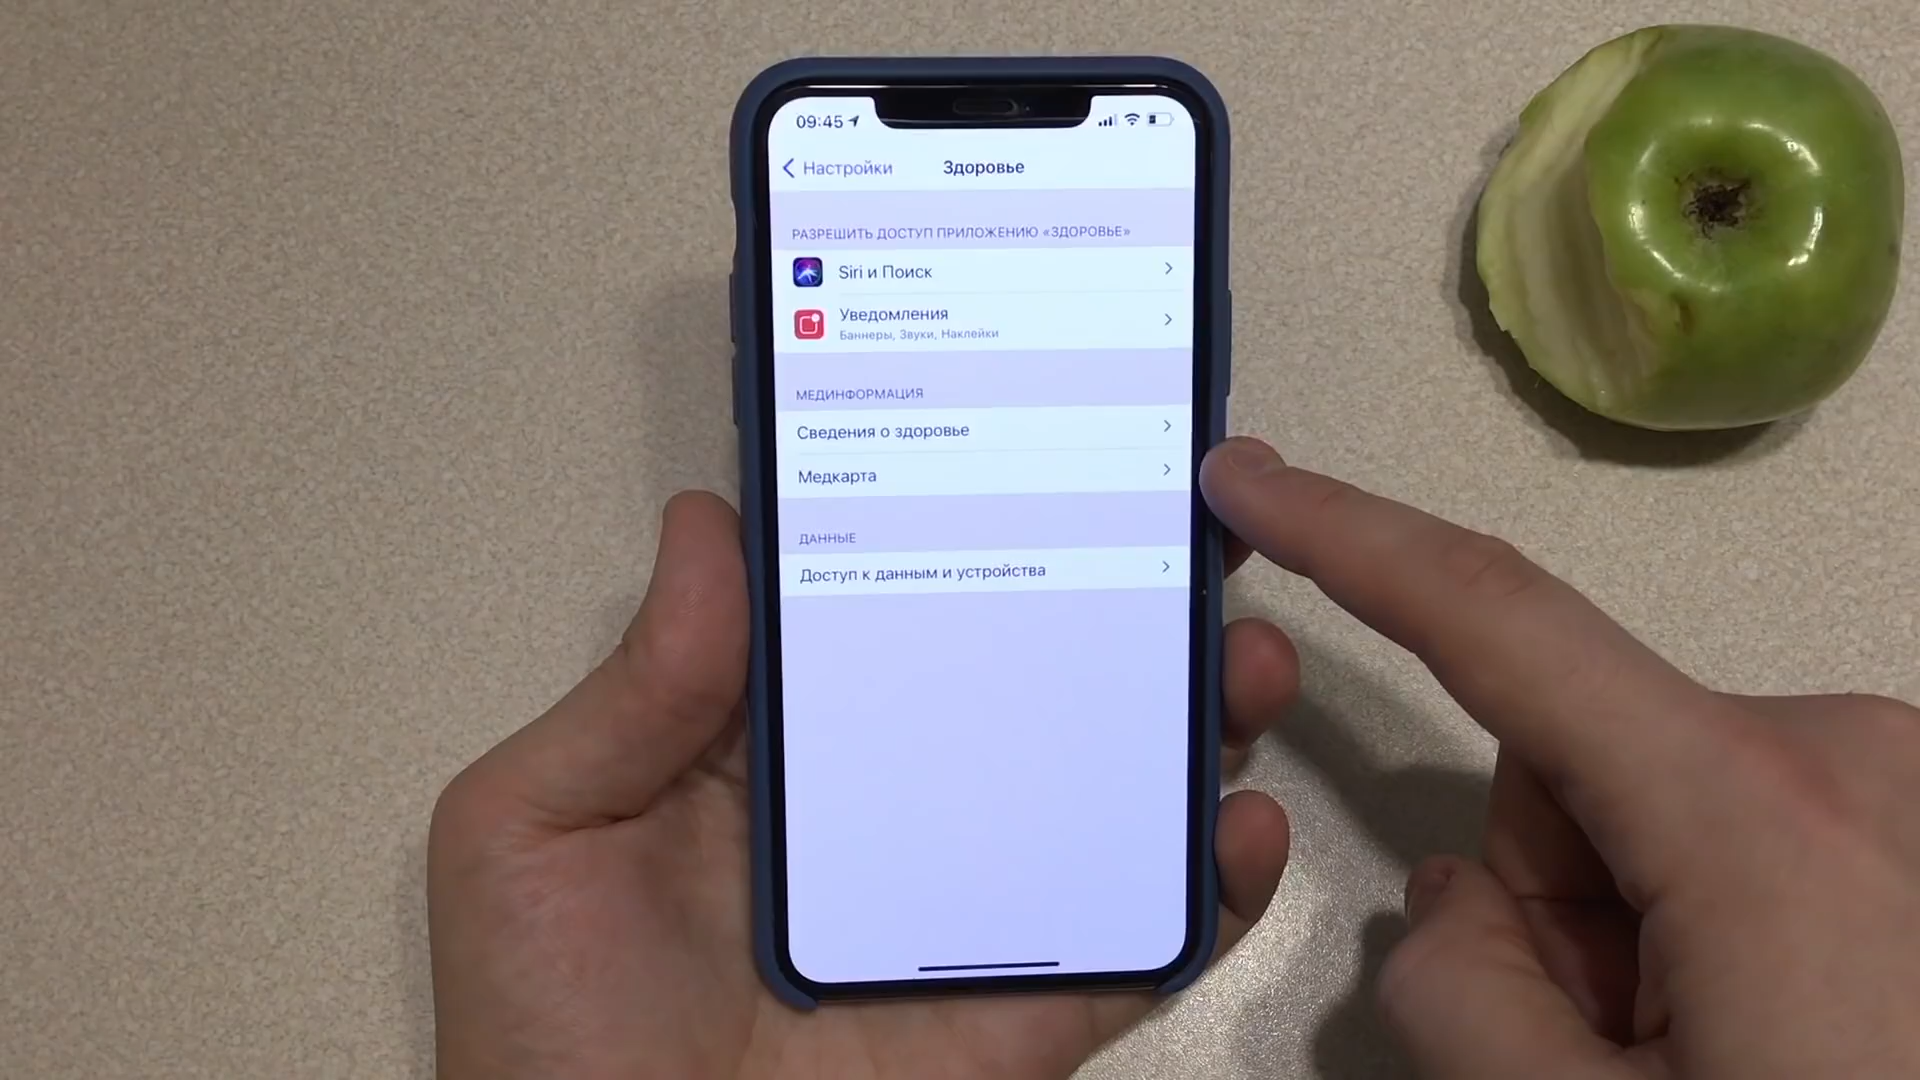 09:45
Настройки
Здоровье
РАЗРЕШИТЬ ДОСТУП ПРИЛОЖЕНИЮ «ЗДОРОВЬЕ»
Siri и Поиск
Уведомления
Баннеры, Звуки, Наклейки
МЕДИНФОРМАЦИЯ
Сведения о здоровье
Медкарта
ДАННЫЕ
Доступ к данным и устройства